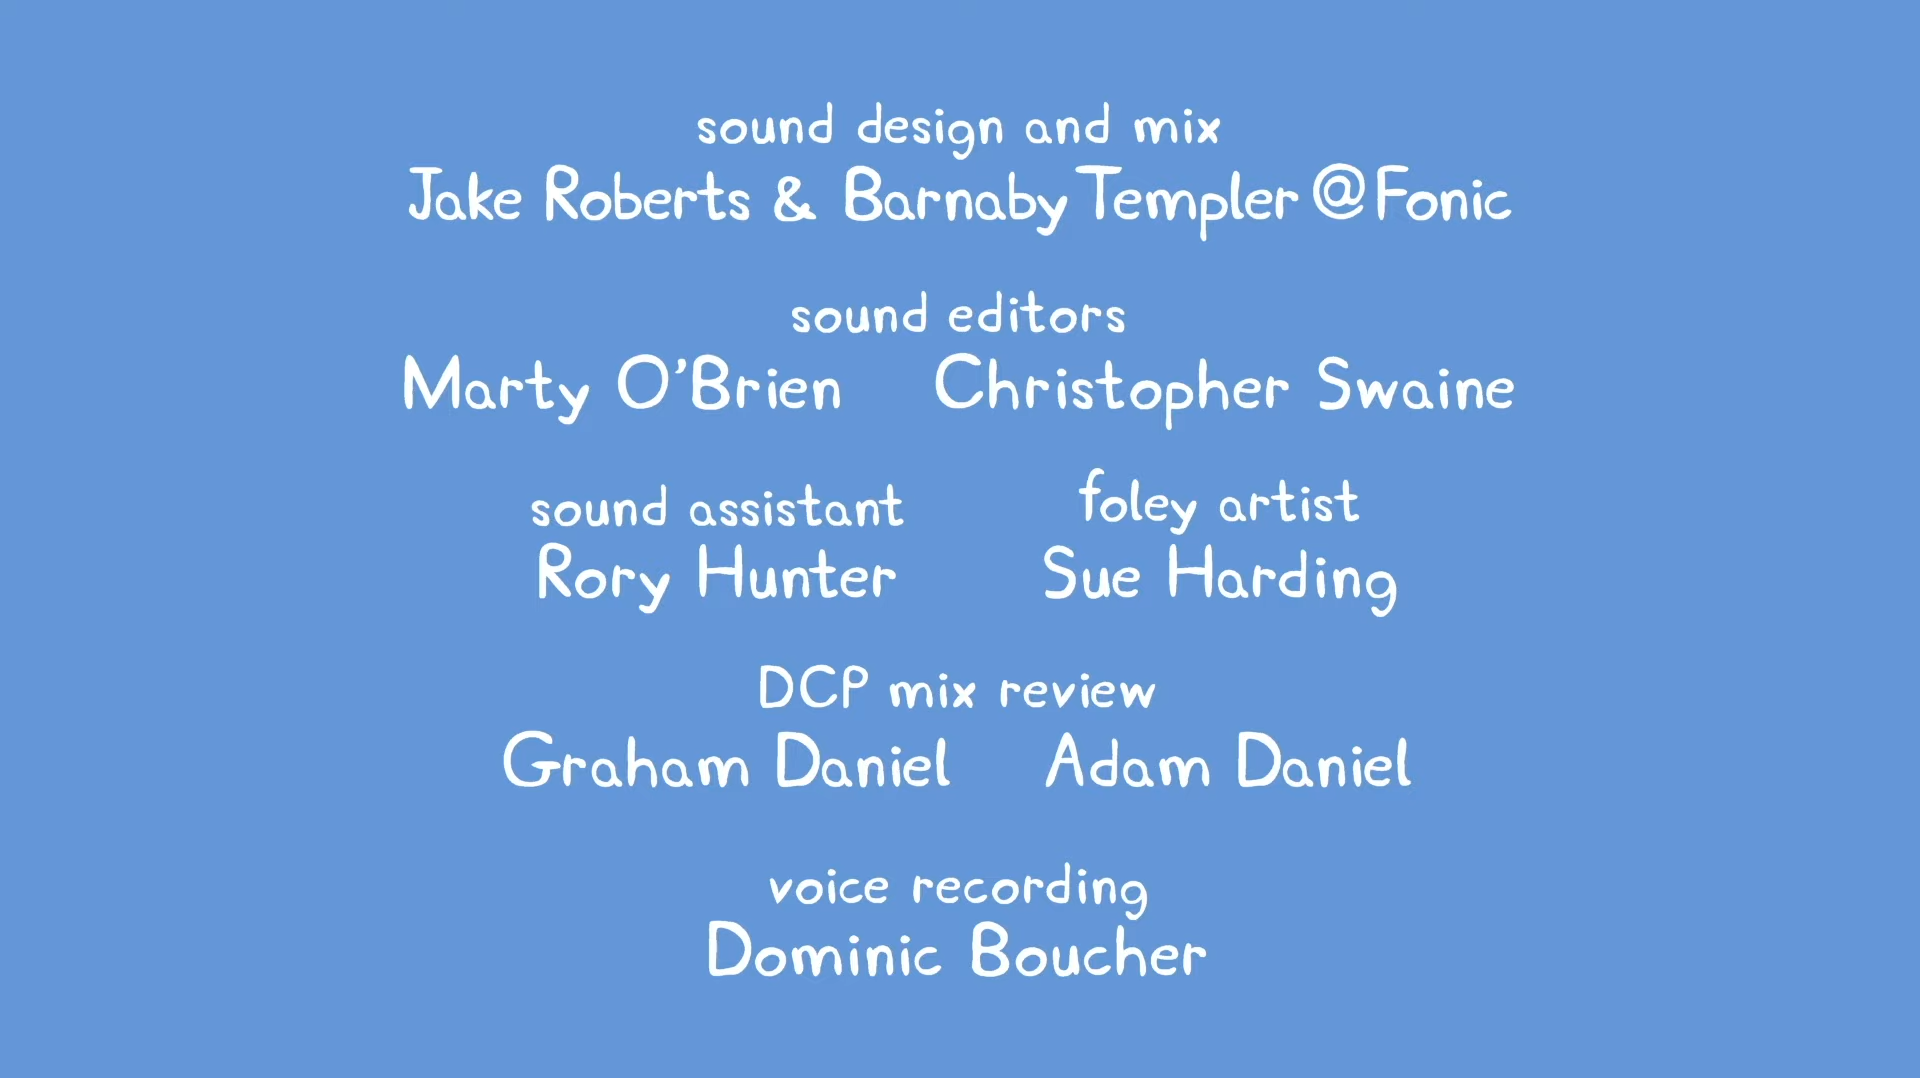 sound design and mix
Jake Roberts & Barnaby Templer @ Fonic
sound editors
Marty O'Brien Christopher Swaine
sound assistant foley artist
Rory Hunter Sue Harding
DCP mix review
Graham Daniel Adam Daniel
voice recording
Dominic Boucher